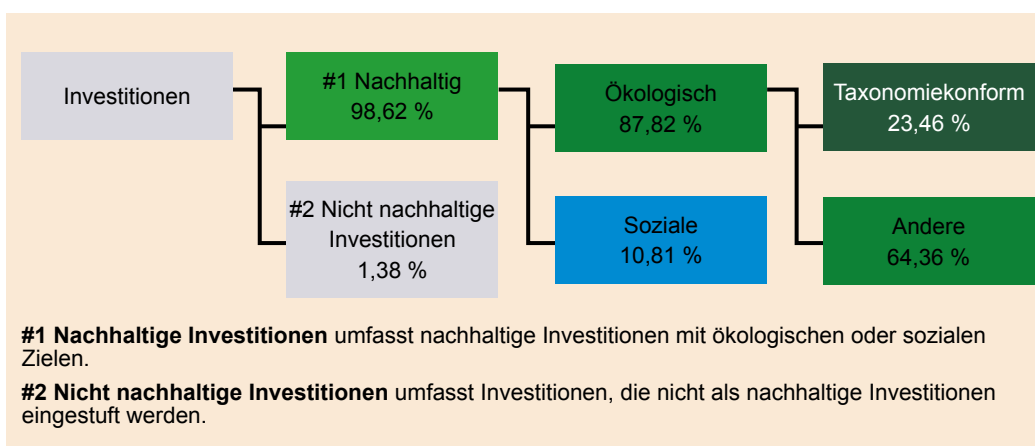 Investitionen
#1 Nachhaltig
98,62 %
#2 Nicht nachhaltige
Investitionen
1,38 %
Ökologisch
87,82 %
Soziale
10,81 %
Taxonomiekonform
23,46 %
Andere
64,36 %
#1 Nachhaltige Investitionen umfasst nachhaltige Investitionen mit ökologischen oder sozialen
Zielen.
#2 Nicht nachhaltige Investitionen umfasst Investitionen, die nicht als nachhaltige Investitionen
eingestuft werden.